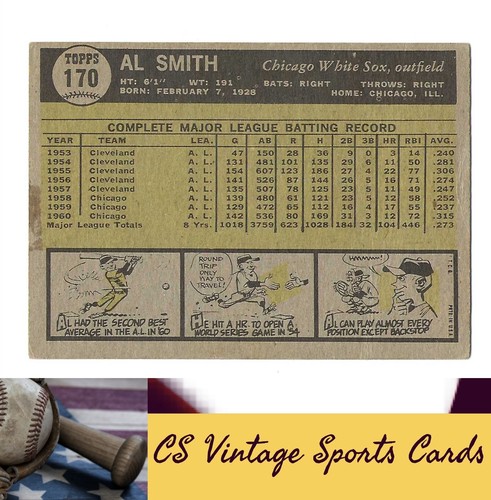 TOPPS
170
AL SMITH
Chicago White Sox, outfield
HT: 6'1" WT: 191 BATS: RIGHT THROWS: RIGHT
BORN: FEBRUARY 7, 1928 HOME: CHICAGO, ILL.
COMPLETE MAJOR LEAGUE BATTING RECORD
YEAR TEAM LEA. G AB R H 2B 3B HR RBI AVG.
1953 Cleveland A. L. 47 150 28 36 9 0 3 14 .240
1954 Cleveland A. L. 131 481 101 135 29 6 11 50 .281
1955 Cleveland A. L. 154 607 123 186 27 4 22 77 .306
1956 Cleveland A. L. 141 526 87 144 26 5 16 71 .274
1957 Cleveland A. L. 135 507 78 125 23 5 11 49 .247
1958 Chicago A. L. 139 480 61 121 23 5 12 58 .252
1959 Chicago A. L. 129 472 65 112 16 4 17 55 .237
1960 Chicago A. L. 142 536 80 169 31 3 12 72 .315
Major League Totals 8 Yrs. 1018 3759 623 1028 184 32 104 446 .273
ROUND
TRIP
ONLY
WAY TO
TRAVEL!
AL HAD THE SECOND BEST
AVERAGE IN THE A.L. IN '60
HE HIT A H.R. TO OPEN A
WORLD SERIES GAME IN '54
AL CAN PLAY ALMOST EVERY
POSITION EXCEPT BACKSTOP
CS Vintage Sports Cards